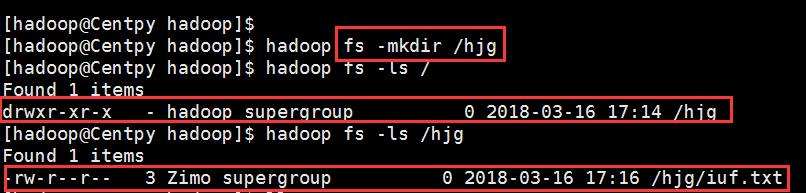 [hadoop@Centpy hadoop]$
[hadoop@Centpy hadoop]$ hadoop fs -mkdir /hjg
[hadoop@Centpy hadoop]$ hadoop fs -ls /
Found 1 items
drwxr-xr-x   - hadoop supergroup          0 2018-03-16 17:14 /hjg
[hadoop@Centpy hadoop]$ hadoop fs -ls /hjg
Found 1 items
-rw-r--r--   3 Zimo supergroup          0 2018-03-16 17:16 /hjg/iuf.txt